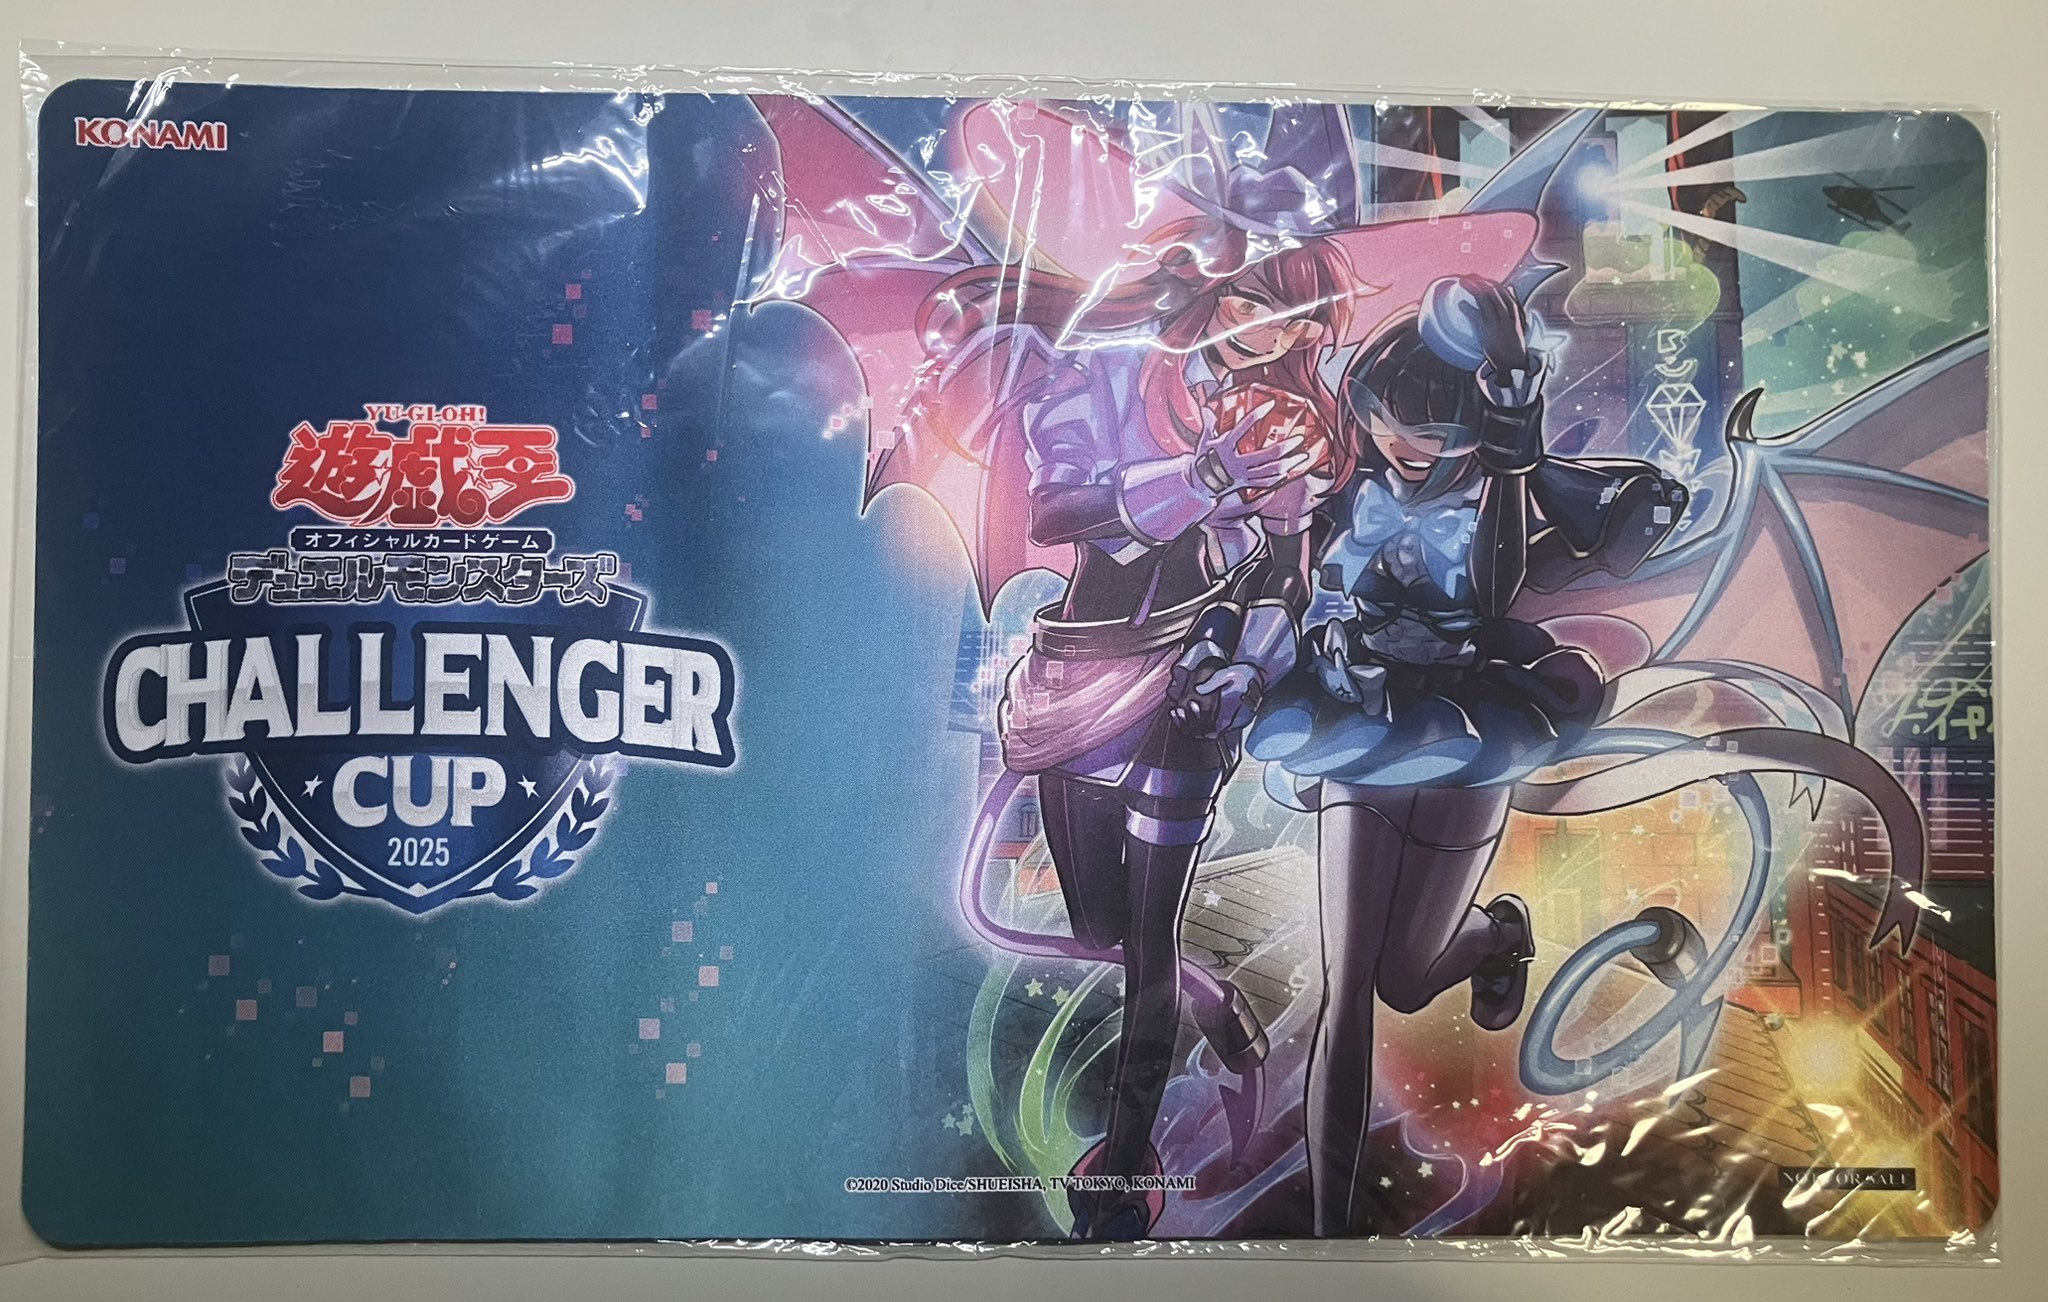 KONAMI
YU-GI-OH!
遊戯王
オフィシャルカードゲーム
デュエルモンスターズ
CHALLENGER
CUP
2025
©2020 Studio Dice/SHUEISHA, TV TOKYO, KONAMI
NOT FOR SALE